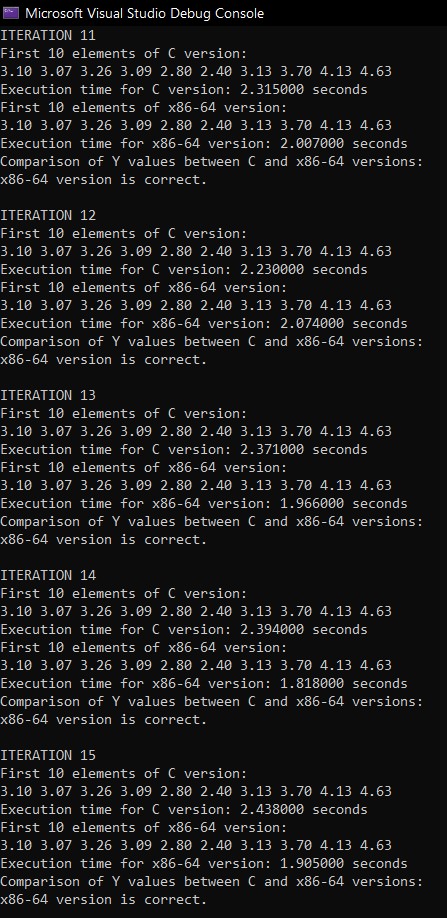 Microsoft Visual Studio Debug Console
ITERATION 11
First 10 elements of C version:
3.10 3.07 3.26 3.09 2.80 2.40 3.13 3.70 4.13 4.63
Execution time for C version: 2.315000 seconds
First 10 elements of x86-64 version:
3.10 3.07 3.26 3.09 2.80 2.40 3.13 3.70 4.13 4.63
Execution time for x86-64 version: 2.007000 seconds
Comparison of Y values between C and x86-64 versions:
x86-64 version is correct.
ITERATION 12
First 10 elements of C version:
3.10 3.07 3.26 3.09 2.80 2.40 3.13 3.70 4.13 4.63
Execution time for C version: 2.230000 seconds
First 10 elements of x86-64 version:
3.10 3.07 3.26 3.09 2.80 2.40 3.13 3.70 4.13 4.63
Execution time for x86-64 version: 2.074000 seconds
Comparison of Y values between C and x86-64 versions:
x86-64 version is correct.
ITERATION 13
First 10 elements of C version:
3.10 3.07 3.26 3.09 2.80 2.40 3.13 3.70 4.13 4.63
Execution time for C version: 2.371000 seconds
First 10 elements of x86-64 version:
3.10 3.07 3.26 3.09 2.80 2.40 3.13 3.70 4.13 4.63
Execution time for x86-64 version: 1.966000 seconds
Comparison of Y values between C and x86-64 versions:
x86-64 version is correct.
ITERATION 14
First 10 elements of C version:
3.10 3.07 3.26 3.09 2.80 2.40 3.13 3.70 4.13 4.63
Execution time for C version: 2.394000 seconds
First 10 elements of x86-64 version:
3.10 3.07 3.26 3.09 2.80 2.40 3.13 3.70 4.13 4.63
Execution time for x86-64 version: 1.818000 seconds
Comparison of Y values between C and x86-64 versions:
x86-64 version is correct.
ITERATION 15
First 10 elements of C version:
3.10 3.07 3.26 3.09 2.80 2.40 3.13 3.70 4.13 4.63
Execution time for C version: 2.438000 seconds
First 10 elements of x86-64 version:
3.10 3.07 3.26 3.09 2.80 2.40 3.13 3.70 4.13 4.63
Execution time for x86-64 version: 1.905000 seconds
Comparison of Y values between C and x86-64 versions:
x86-64 version is correct.